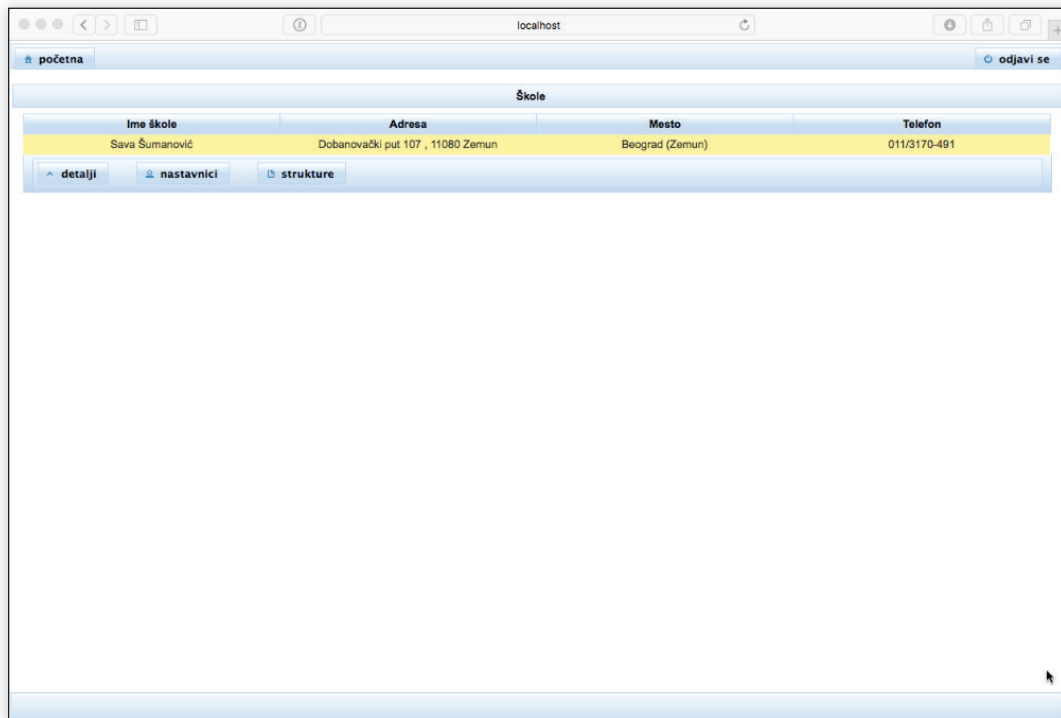 localhost
početna odjavi se
Škole
Ime škole Adresa Mesto Telefon
Sava Šumanović Dobanovački put 107 , 11080 Zemun Beograd (Zemun) 011/3170-491
detalji nastavnici strukture